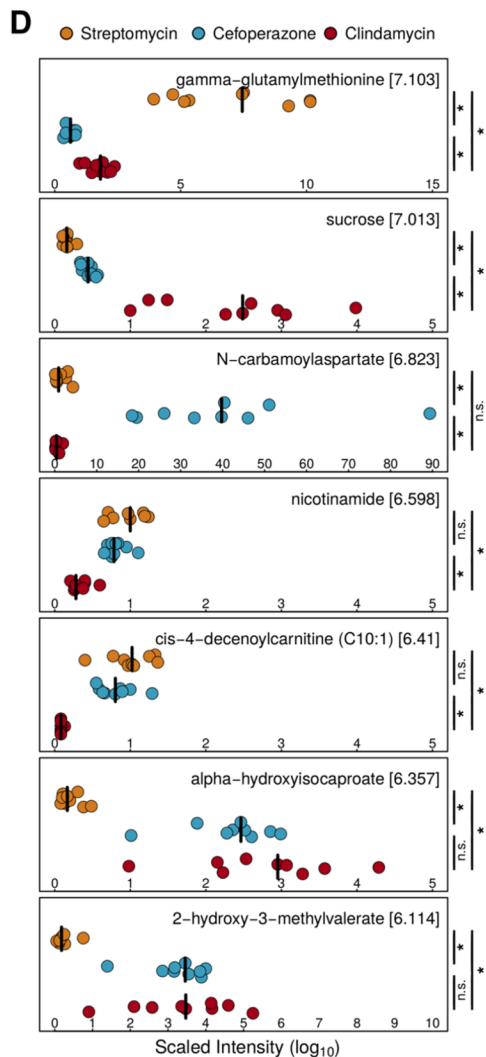 D
Streptomycin Cefoperazone Clindamycin
gamma−glutamylmethionine [7.103]
* * *
0 5 10 15
sucrose [7.013]
* * *
0 1 2 3 4 5
N−carbamoylaspartate [6.823]
* * n.s.
0 10 20 30 40 50 60 70 80 90
nicotinamide [6.598]
n.s. * *
0 1 2 3 4 5
cis−4−decenoylcarnitine (C10:1) [6.41]
n.s. * *
0 1 2 3 4 5
alpha−hydroxyisocaproate [6.357]
* n.s. *
0 1 2 3 4 5
2−hydroxy−3−methylvalerate [6.114]
* n.s. *
0 1 2 3 4 5 6 7 8 9 10
Scaled Intensity (log10)